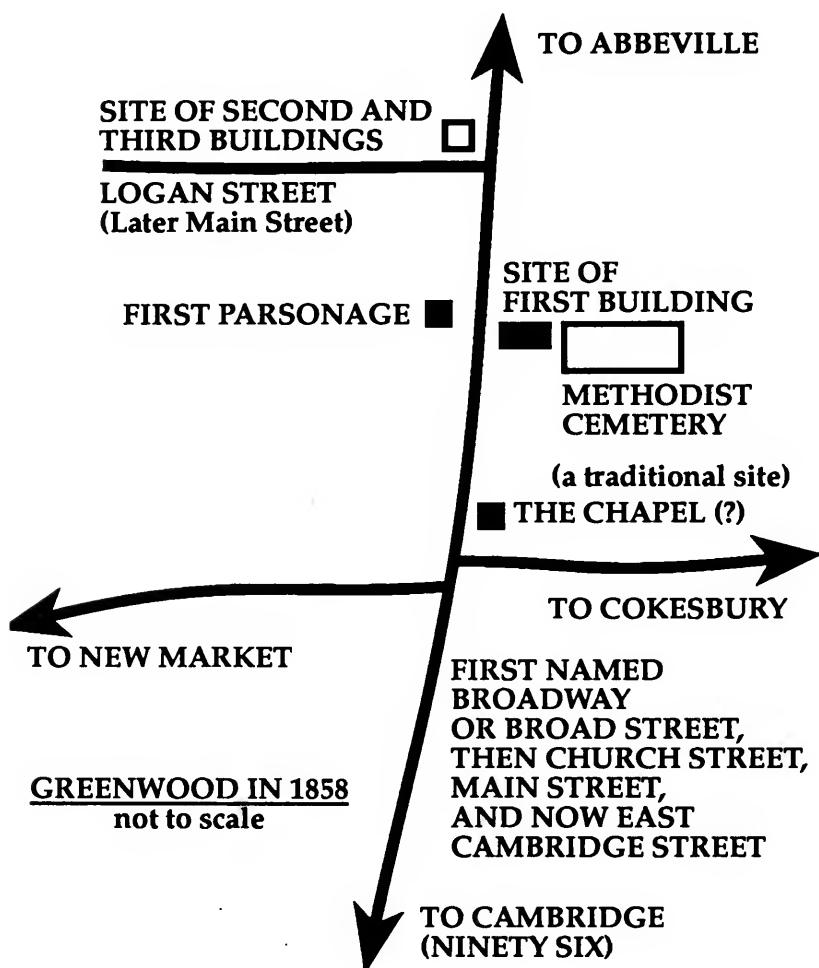 TO ABBEVILLE
SITE OF SECOND AND
THIRD BUILDINGS
LOGAN STREET
(Later Main Street)
SITE OF
FIRST BUILDING
FIRST PARSONAGE
METHODIST
CEMETERY
(a traditional site)
THE CHAPEL (?)
TO COKESBURY
TO NEW MARKET
FIRST NAMED
BROADWAY
OR BROAD STREET,
THEN CHURCH STREET,
MAIN STREET,
AND NOW EAST
CAMBRIDGE STREET
GREENWOOD IN 1858
not to scale
TO CAMBRIDGE
(NINETY SIX)